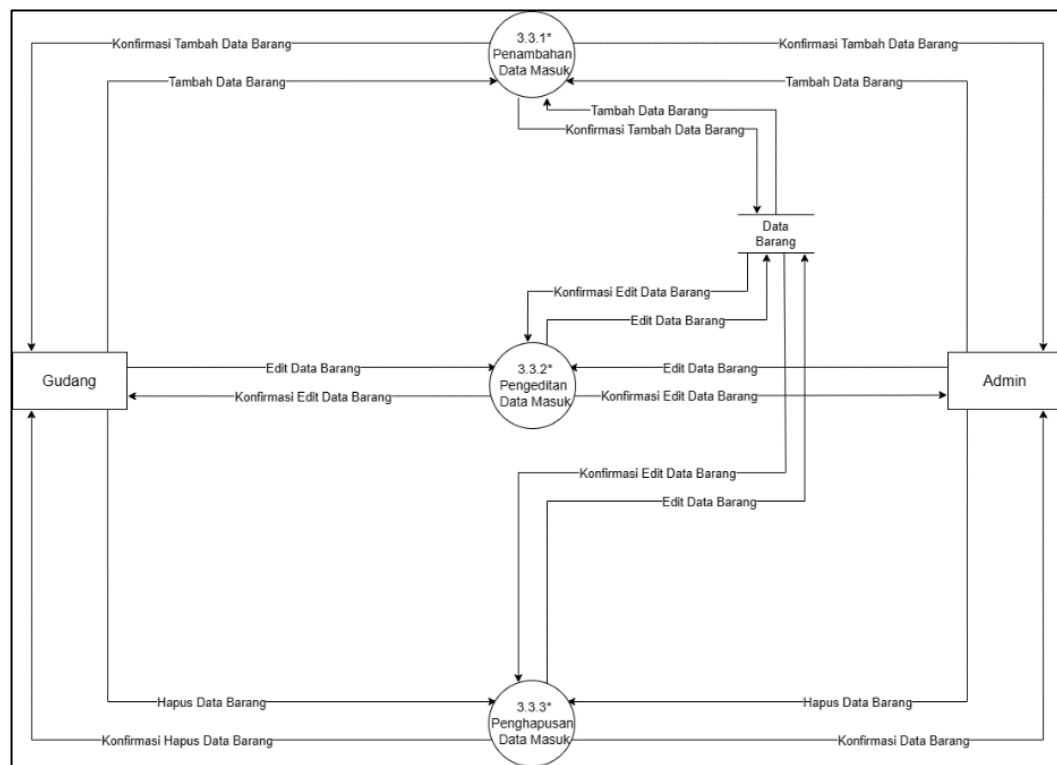 Konfirmasi Tambah Data Barang
3.3.1*
Penambahan
Data Masuk
Konfirmasi Tambah Data Barang
Tambah Data Barang
Tambah Data Barang
Tambah Data Barang
Konfirmasi Tambah Data Barang
Data
Barang
Konfirmasi Edit Data Barang
Edit Data Barang
Gudang
Edit Data Barang
Konfirmasi Edit Data Barang
3.3.2*
Pengeditan
Data Masuk
Edit Data Barang
Konfirmasi Edit Data Barang
Admin
Konfirmasi Edit Data Barang
Edit Data Barang
Hapus Data Barang
Konfirmasi Hapus Data Barang
3.3.3*
Penghapusan
Data Masuk
Hapus Data Barang
Konfirmasi Data Barang